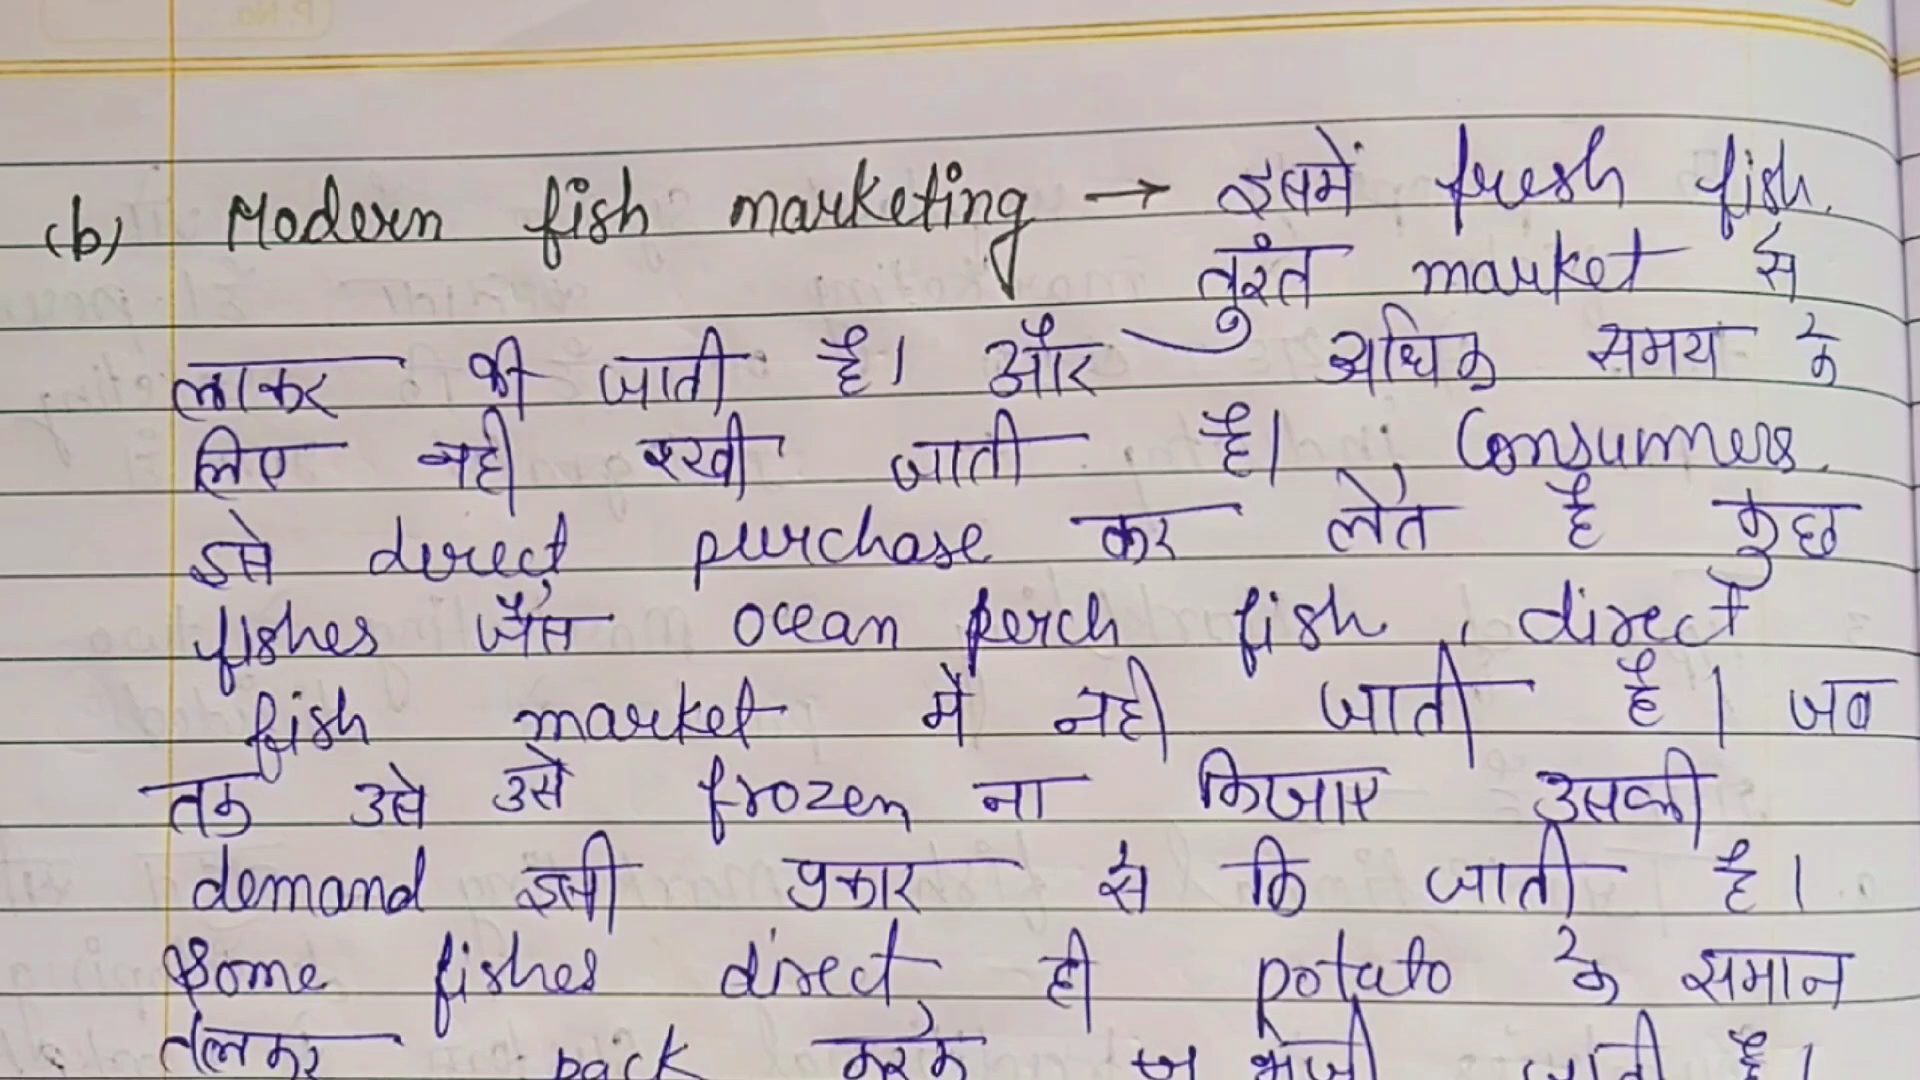 (b) Modern fish marketing → इसमें fresh fish
तुरंत market से
लाकर की जाती है। और अधिक समय के
लिए नही रखी जाती है। Consumers
इसे direct purchase कर लेते है कुछ
fishes जैसे ocean perch fish, direct
fish market में नही जाती है। जब
तक उसे उसे frozen ना किजाए उसकी
demand इसी प्रकार से कि जाती है।
Some fishes direct ही potato के समान
तलकर pack करके भेजी जाती है।